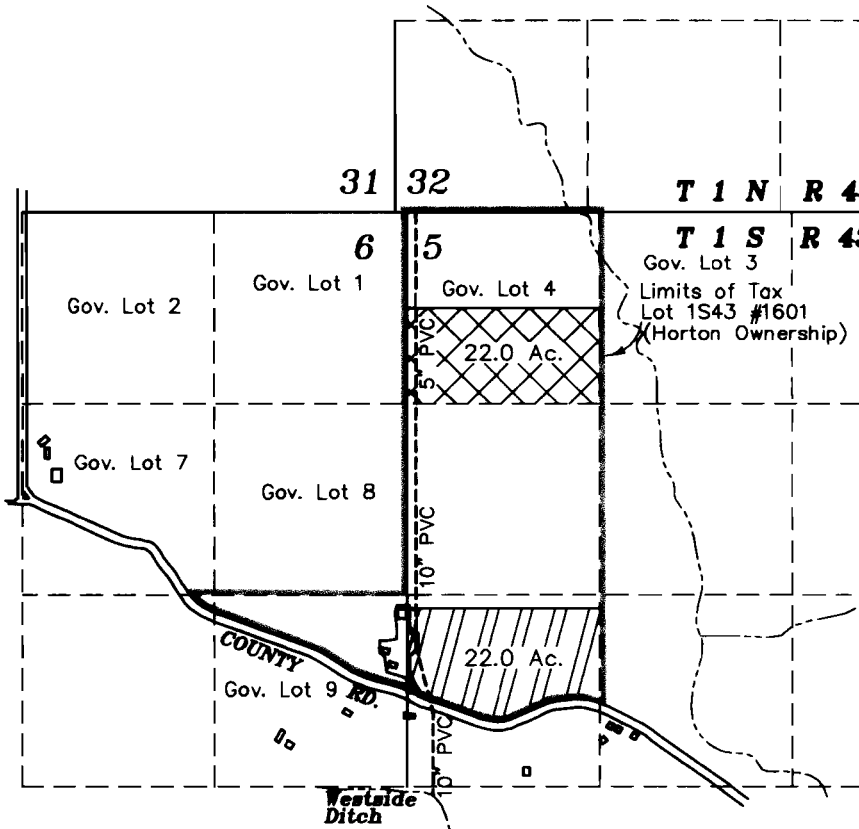 31 32
T 1 N R 4
6 5
T 1 S R 43
Gov. Lot 2
Gov. Lot 1
Gov. Lot 4
Gov. Lot 3
Limits of Tax
Lot 1S43 #1601
(Horton Ownership)
22.0 Ac.
5" PVC
Gov. Lot 7
Gov. Lot 8
10" PVC
COUNTY RD.
22.0 Ac.
Gov. Lot 9
10" PVC
Westside
Ditch